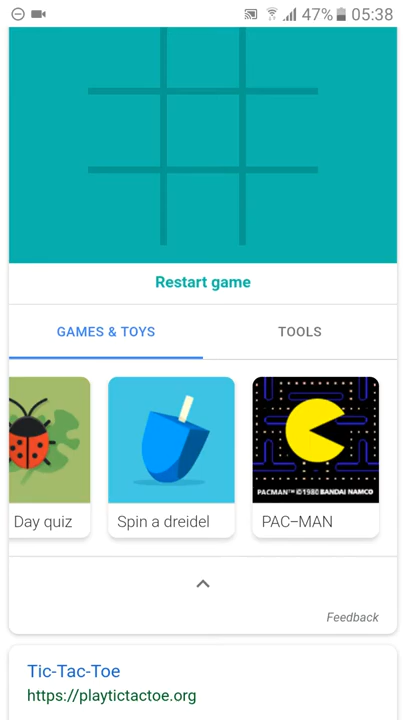 47% 05:38
Restart game
GAMES & TOYS
TOOLS
Day quiz
Spin a dreidel
PACMAN™ ©1980 BANDAI NAMCO
PAC–MAN
Feedback
Tic-Tac-Toe
https://playtictactoe.org